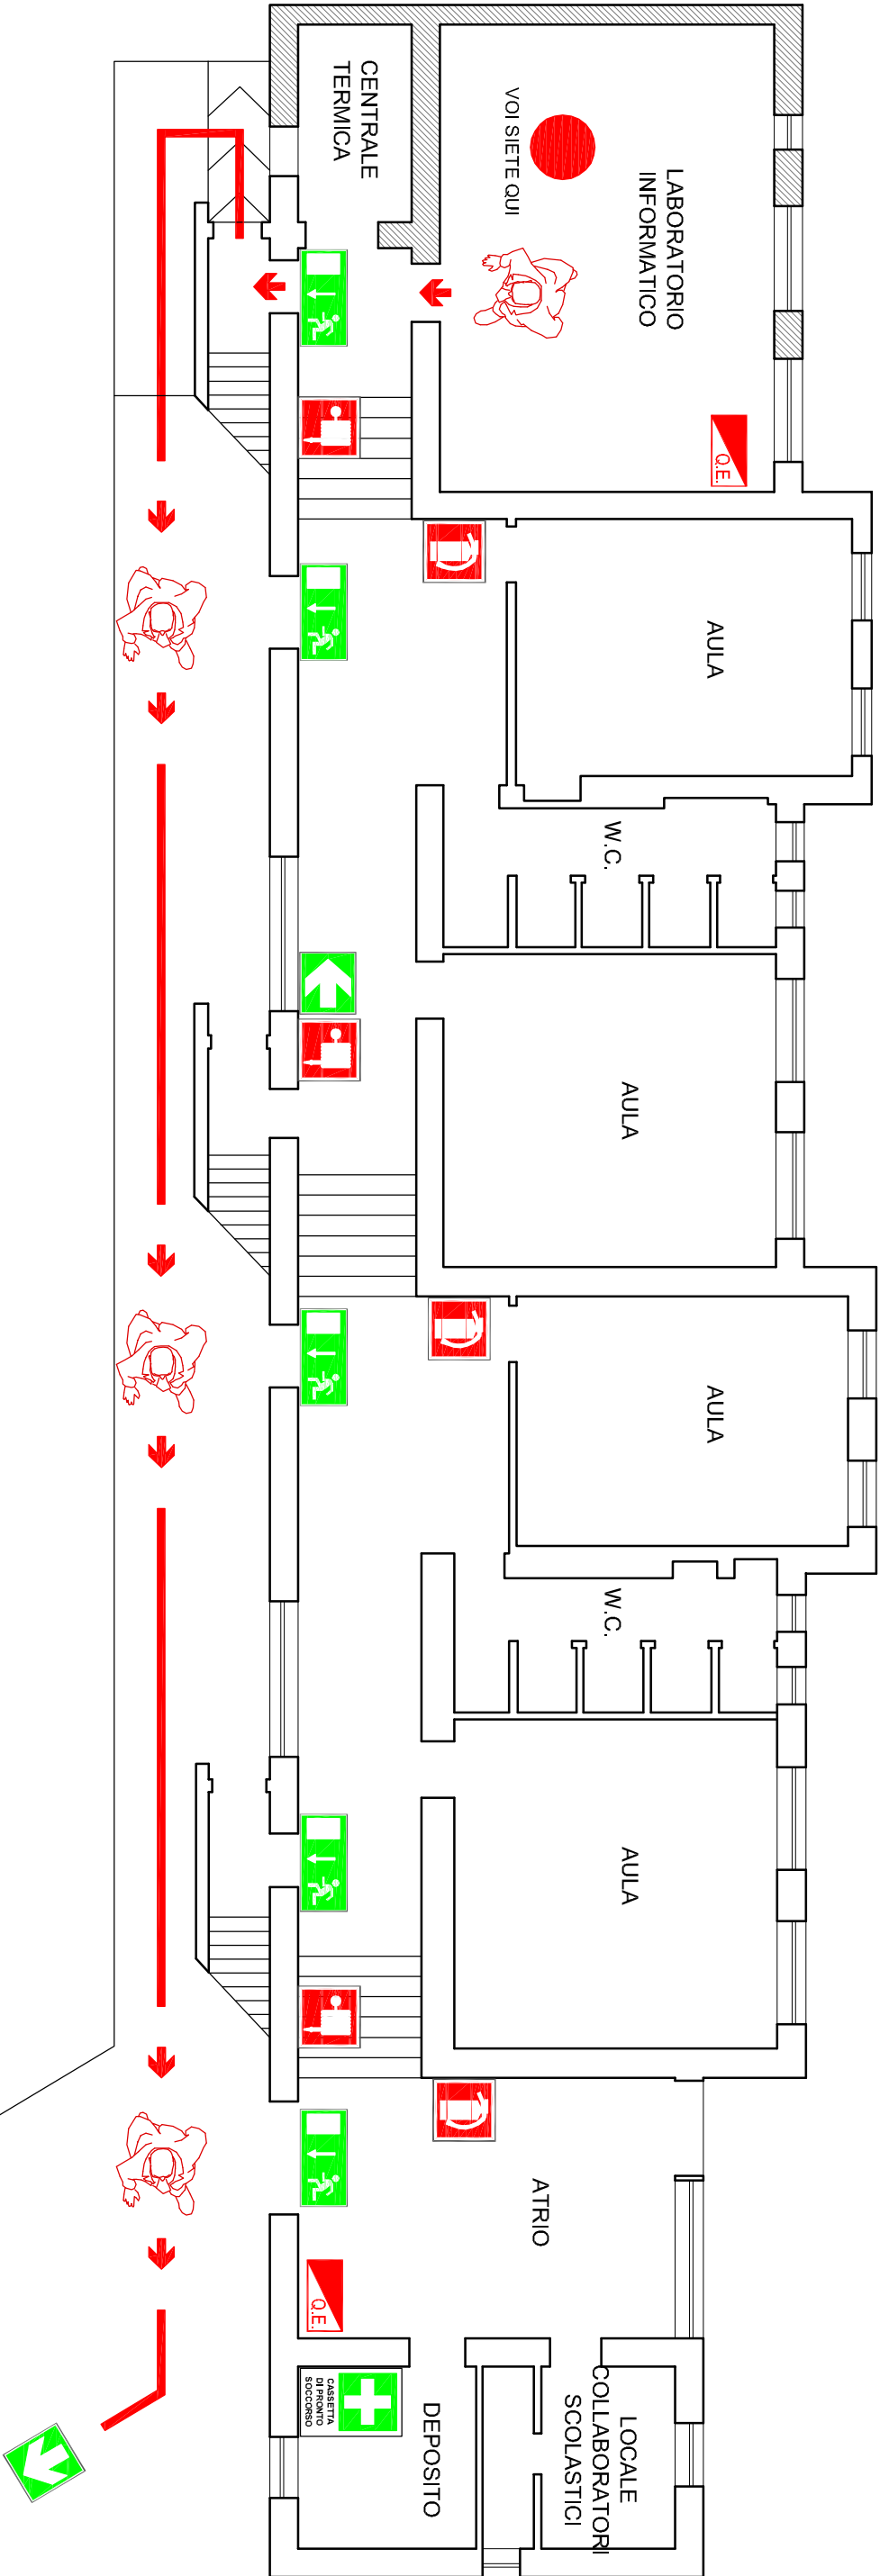 CENTRALE
TERMICA
VOI SIETE QUI
LABORATORIO
INFORMATICO
Q.E.
AULA
W.C.
AULA
AULA
W.C.
AULA
ATRIO
Q.E.
CASSETTA
DI PRONTO
SOCCORSO
DEPOSITO
LOCALE
COLLABORATORI
SCOLASTICI